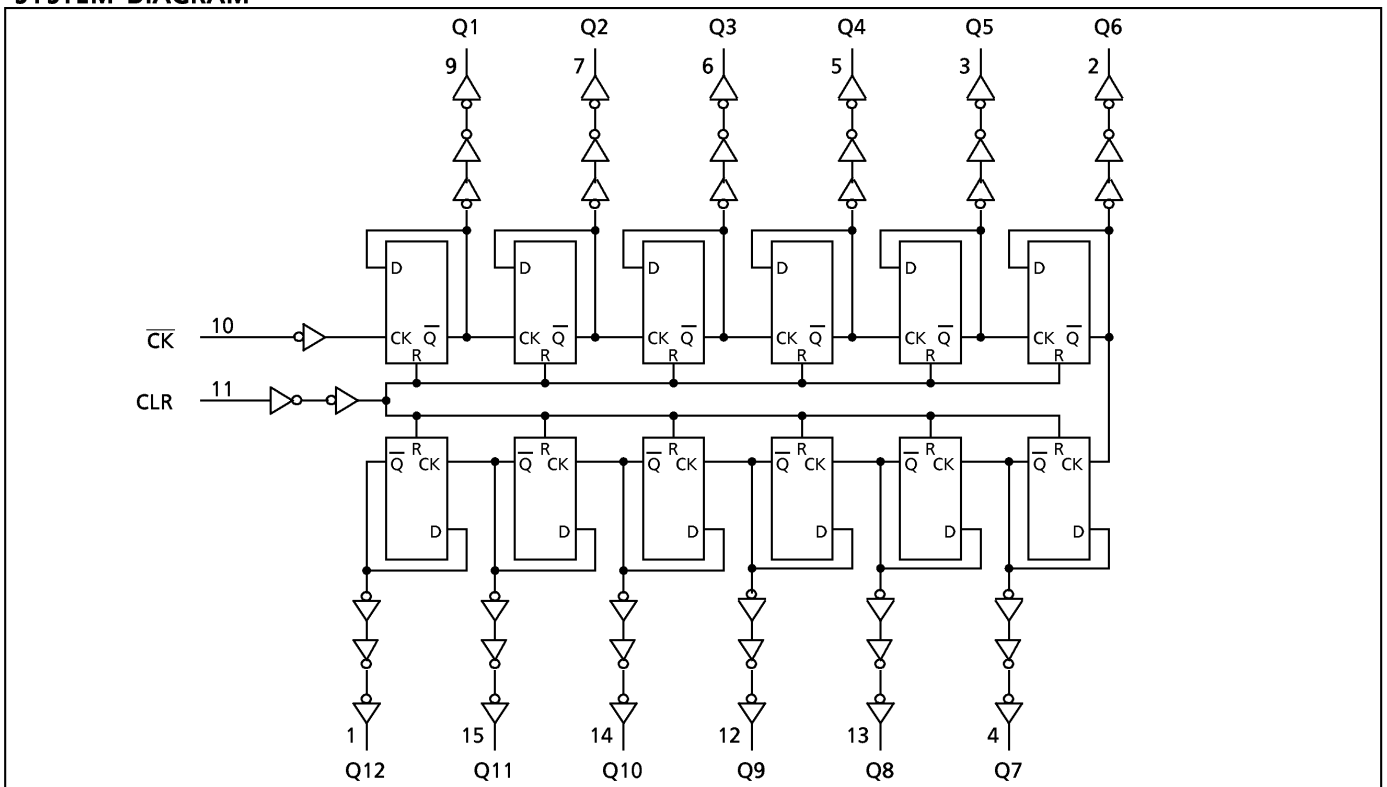 SYSTEM DIAGRAM
Q1 Q2 Q3 Q4 Q5 Q6
9 7 6 5 3 2
D D D D D D
C̅K̅ 10 CK Q̅ CK Q̅ CK Q̅ CK Q̅ CK Q̅ CK Q̅
R R R R R R
CLR 11
R R R R R R
Q̅ CK Q̅ CK Q̅ CK Q̅ CK Q̅ CK Q̅ CK
D D D D D D
1 15 14 12 13 4
Q12 Q11 Q10 Q9 Q8 Q7